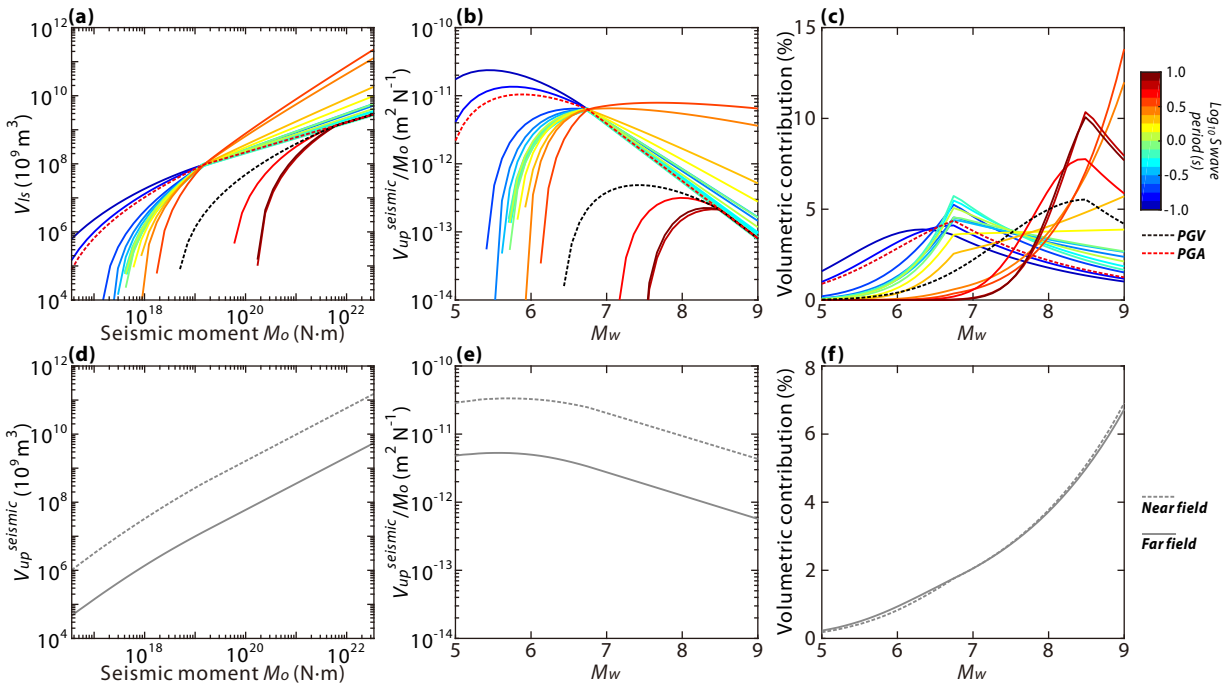 (a)
10^12
10^10
10^8
10^6
10^4
V_ls (10^9 m^3)
10^18
10^20
10^22
Seismic moment M_o (N·m)
(b)
10^-10
10^-11
10^-12
10^-13
10^-14
V_up^seismic/M_o (m^2 N^-1)
5
6
7
8
9
M_w
(c)
15
10
5
0
Volumetric contribution (%)
5
6
7
8
9
M_w
1.0
0.5
0.0
-0.5
-1.0
Log_10 S wave
period (s)
PGV
PGA
(d)
10^12
10^10
10^8
10^6
10^4
V_up^seismic (10^9 m^3)
10^18
10^20
10^22
Seismic moment M_o (N·m)
(e)
10^-10
10^-11
10^-12
10^-13
10^-14
V_up^seismic/M_o (m^2 N^-1)
5
6
7
8
9
M_w
(f)
8
6
4
2
0
Volumetric contribution (%)
5
6
7
8
9
M_w
Near field
Far field